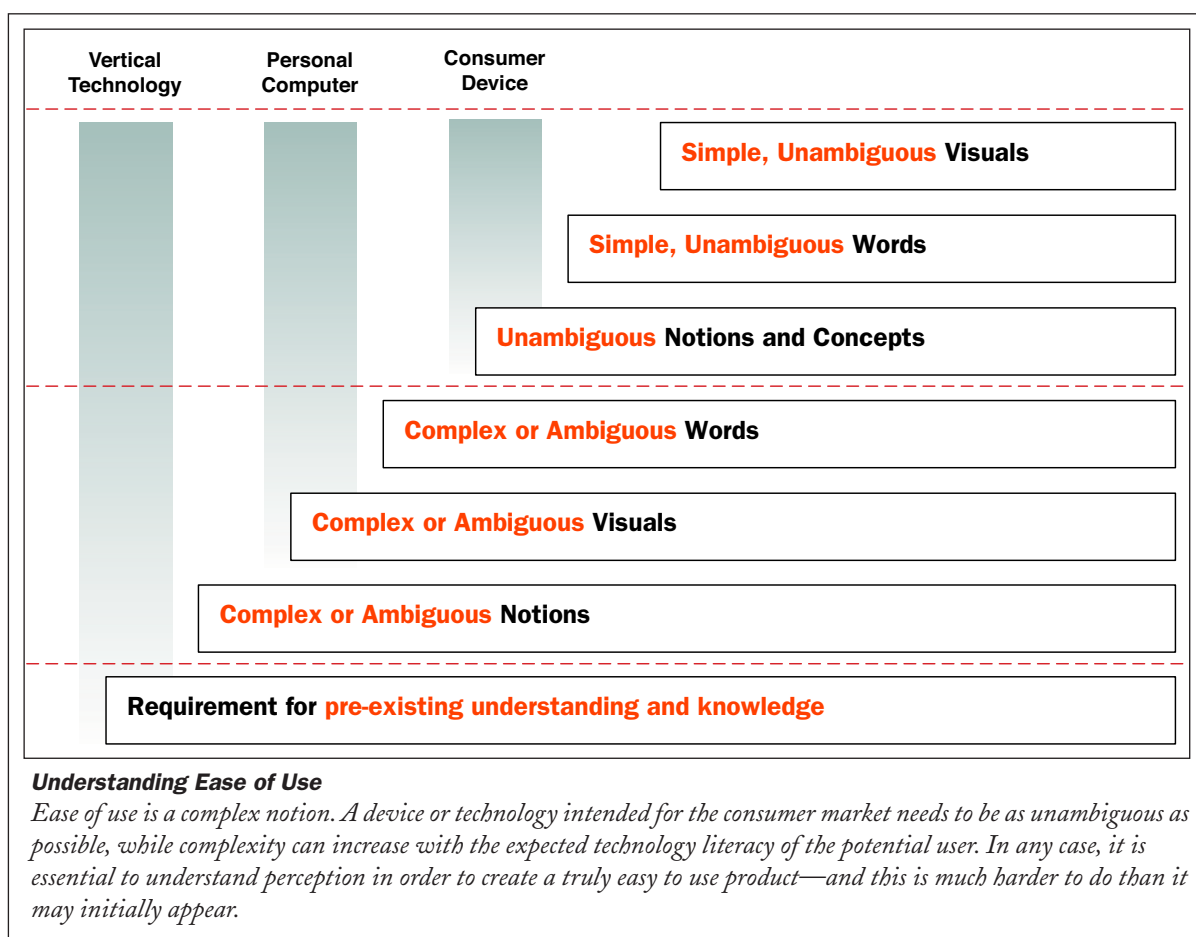 Vertical
Technology
Personal
Computer
Consumer
Device
Simple, Unambiguous Visuals
Simple, Unambiguous Words
Unambiguous Notions and Concepts
Complex or Ambiguous Words
Complex or Ambiguous Visuals
Complex or Ambiguous Notions
Requirement for pre-existing understanding and knowledge
Understanding Ease of Use
Ease of use is a complex notion. A device or technology intended for the consumer market needs to be as unambiguous as
possible, while complexity can increase with the expected technology literacy of the potential user. In any case, it is
essential to understand perception in order to create a truly easy to use product—and this is much harder to do than it
may initially appear.